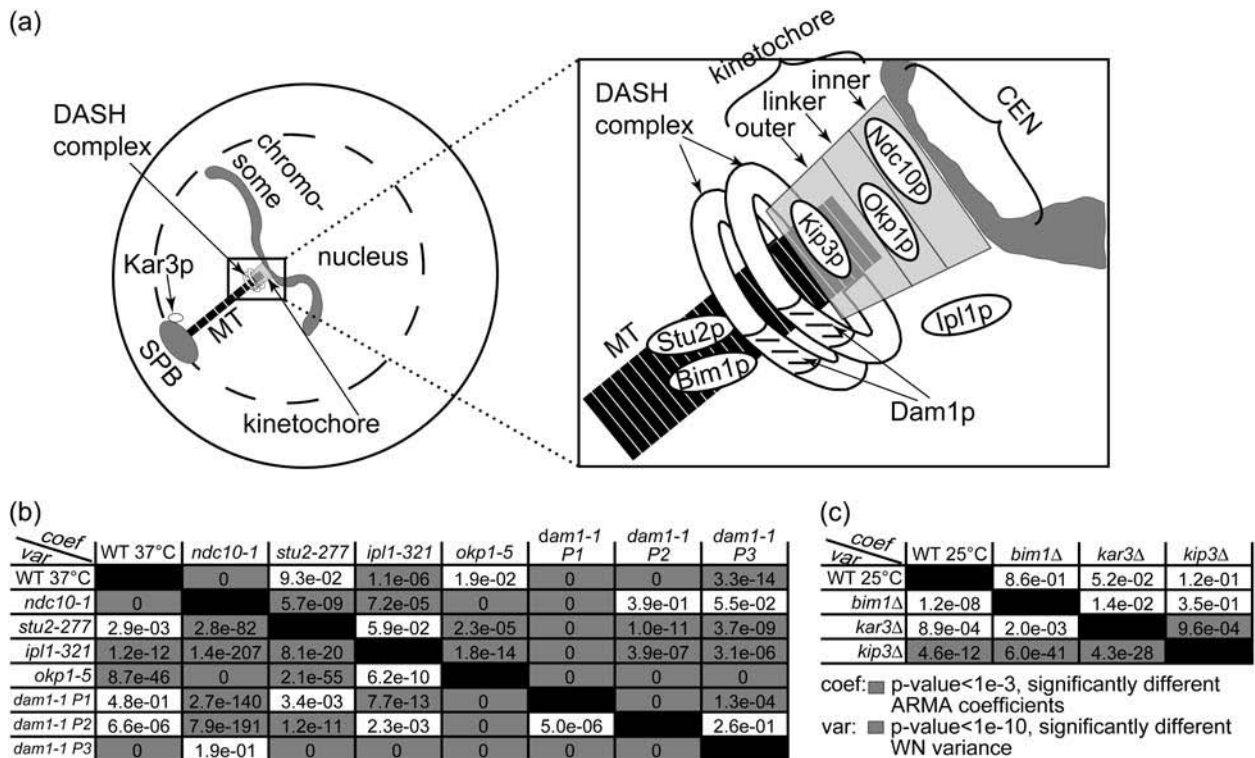 (a)
DASH
complex
chromo-
some
nucleus
Kar3p
MT
SPB
kinetochore
kinetochore
inner
linker
outer
DASH
complex
CEN
Ndc10p
Okp1p
Kip3p
Ipl1p
MT
Stu2p
Bim1p
Dam1p
(b)
coef var WT 37°C ndc10-1 stu2-277 ipl1-321 okp1-5 dam1-1 P1 dam1-1 P2 dam1-1 P3
WT 37°C 0 9.3e-02 1.1e-06 1.9e-02 0 0 3.3e-14
ndc10-1 0 5.7e-09 7.2e-05 0 0 3.9e-01 5.5e-02
stu2-277 2.9e-03 2.8e-82 5.9e-02 2.3e-05 0 1.0e-11 3.7e-09
ipl1-321 1.2e-12 1.4e-207 8.1e-20 1.8e-14 0 3.9e-07 3.1e-06
okp1-5 8.7e-46 0 2.1e-55 6.2e-10 0 0 0
dam1-1 P1 4.8e-01 2.7e-140 3.4e-03 7.7e-13 0 0 1.3e-04
dam1-1 P2 6.6e-06 7.9e-191 1.2e-11 2.3e-03 0 5.0e-06 2.6e-01
dam1-1 P3 0 1.9e-01 0 0 0 0 0
(c)
coef var WT 25°C bim1Δ kar3Δ kip3Δ
WT 25°C 8.6e-01 5.2e-02 1.2e-01
bim1Δ 1.2e-08 1.4e-02 3.5e-01
kar3Δ 8.9e-04 2.0e-03 9.6e-04
kip3Δ 4.6e-12 6.0e-41 4.3e-28
coef: p-value<1e-3, significantly different
ARMA coefficients
var: p-value<1e-10, significantly different
WN variance